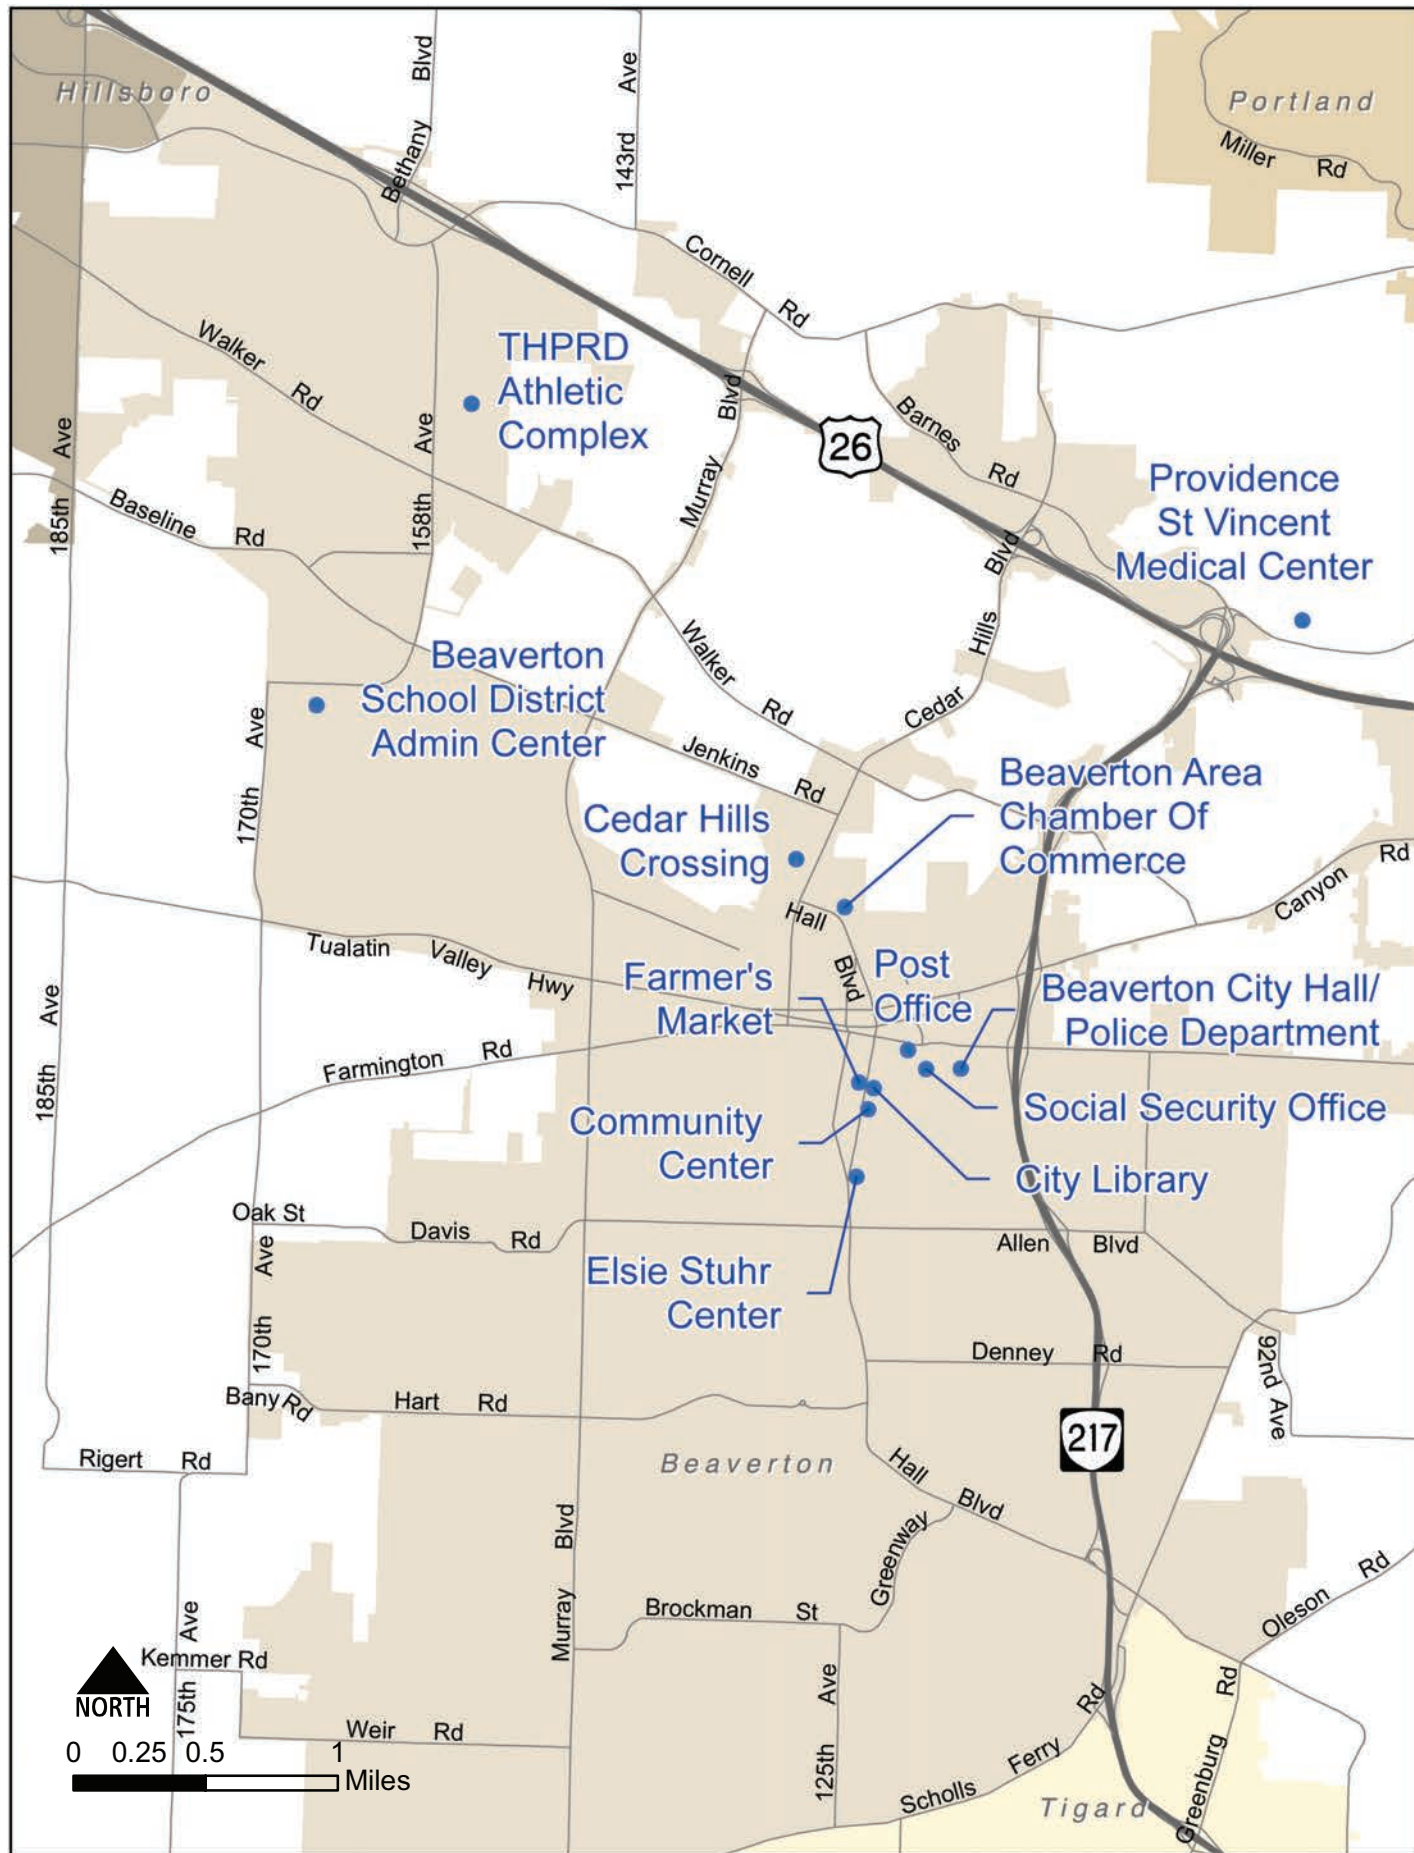 Hillsboro
Bethany Blvd
143rd Ave
Portland
Miller Rd
Cornell Rd
Walker Rd
THPRD
Athletic
Complex
158th Ave
Murray Blvd
26
Barnes Rd
Providence
St Vincent
Medical Center
185th Ave
Baseline Rd
Cedar Hills Blvd
Walker Rd
Beaverton
School District
Admin Center
170th Ave
Jenkins Rd
Beaverton Area
Chamber Of
Commerce
Cedar Hills
Crossing
Canyon Rd
Hall Blvd
Tualatin Valley Hwy
Farmer's
Market
Post
Office
Beaverton City Hall/
Police Department
185th Ave
Farmington Rd
Social Security Office
Community
Center
City Library
Oak St
Davis Rd
Allen Blvd
Elsie Stuhr
Center
170th Ave
Denney Rd
92nd Ave
Bany Rd
Hart Rd
217
Rigert Rd
Beaverton
Hall Blvd
Murray Blvd
Greenway
Brockman St
Oleson Rd
175th Ave
Kemmer Rd
NORTH
Weir Rd
125th Ave
Scholls Ferry Rd
Greenburg Rd
Tigard
0 0.25 0.5 1
Miles